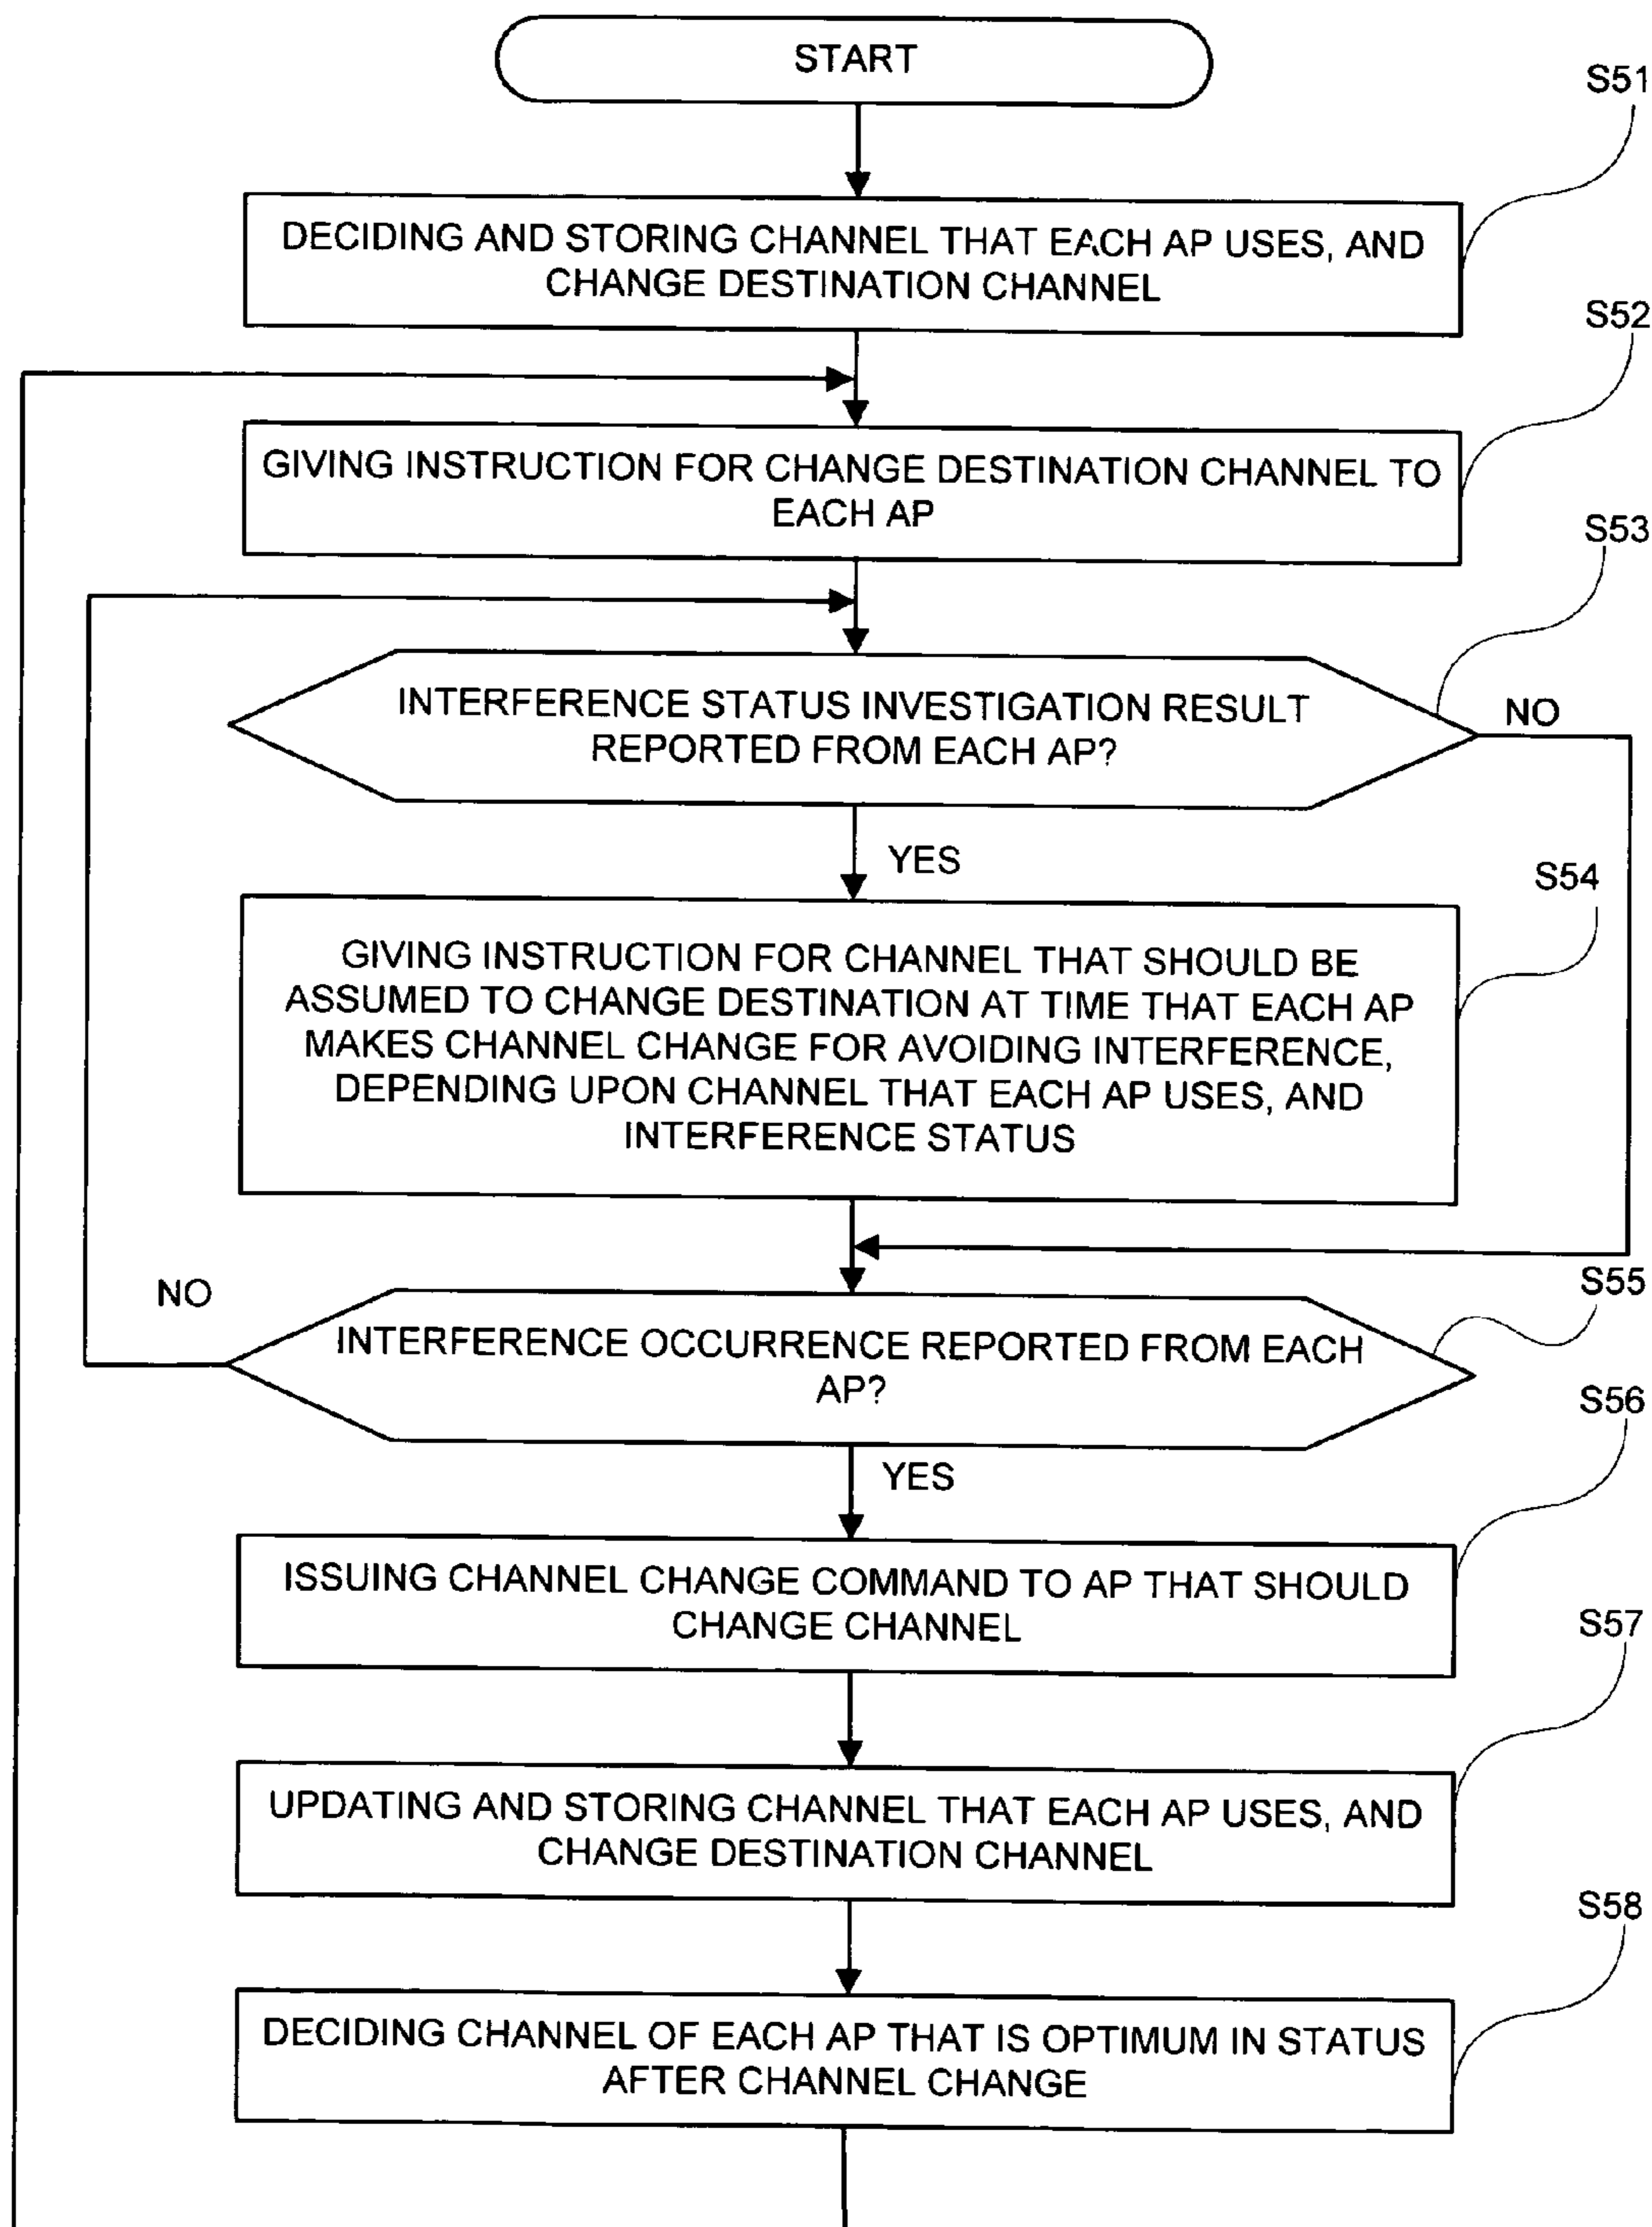 START
S51
DECIDING AND STORING CHANNEL THAT EACH AP USES, AND
CHANGE DESTINATION CHANNEL
S52
GIVING INSTRUCTION FOR CHANGE DESTINATION CHANNEL TO
EACH AP
S53
INTERFERENCE STATUS INVESTIGATION RESULT
REPORTED FROM EACH AP?
NO
YES
S54
GIVING INSTRUCTION FOR CHANNEL THAT SHOULD BE
ASSUMED TO CHANGE DESTINATION AT TIME THAT EACH AP
MAKES CHANNEL CHANGE FOR AVOIDING INTERFERENCE,
DEPENDING UPON CHANNEL THAT EACH AP USES, AND
INTERFERENCE STATUS
NO
S55
INTERFERENCE OCCURRENCE REPORTED FROM EACH
AP?
YES
S56
ISSUING CHANNEL CHANGE COMMAND TO AP THAT SHOULD
CHANGE CHANNEL
S57
UPDATING AND STORING CHANNEL THAT EACH AP USES, AND
CHANGE DESTINATION CHANNEL
S58
DECIDING CHANNEL OF EACH AP THAT IS OPTIMUM IN STATUS
AFTER CHANNEL CHANGE